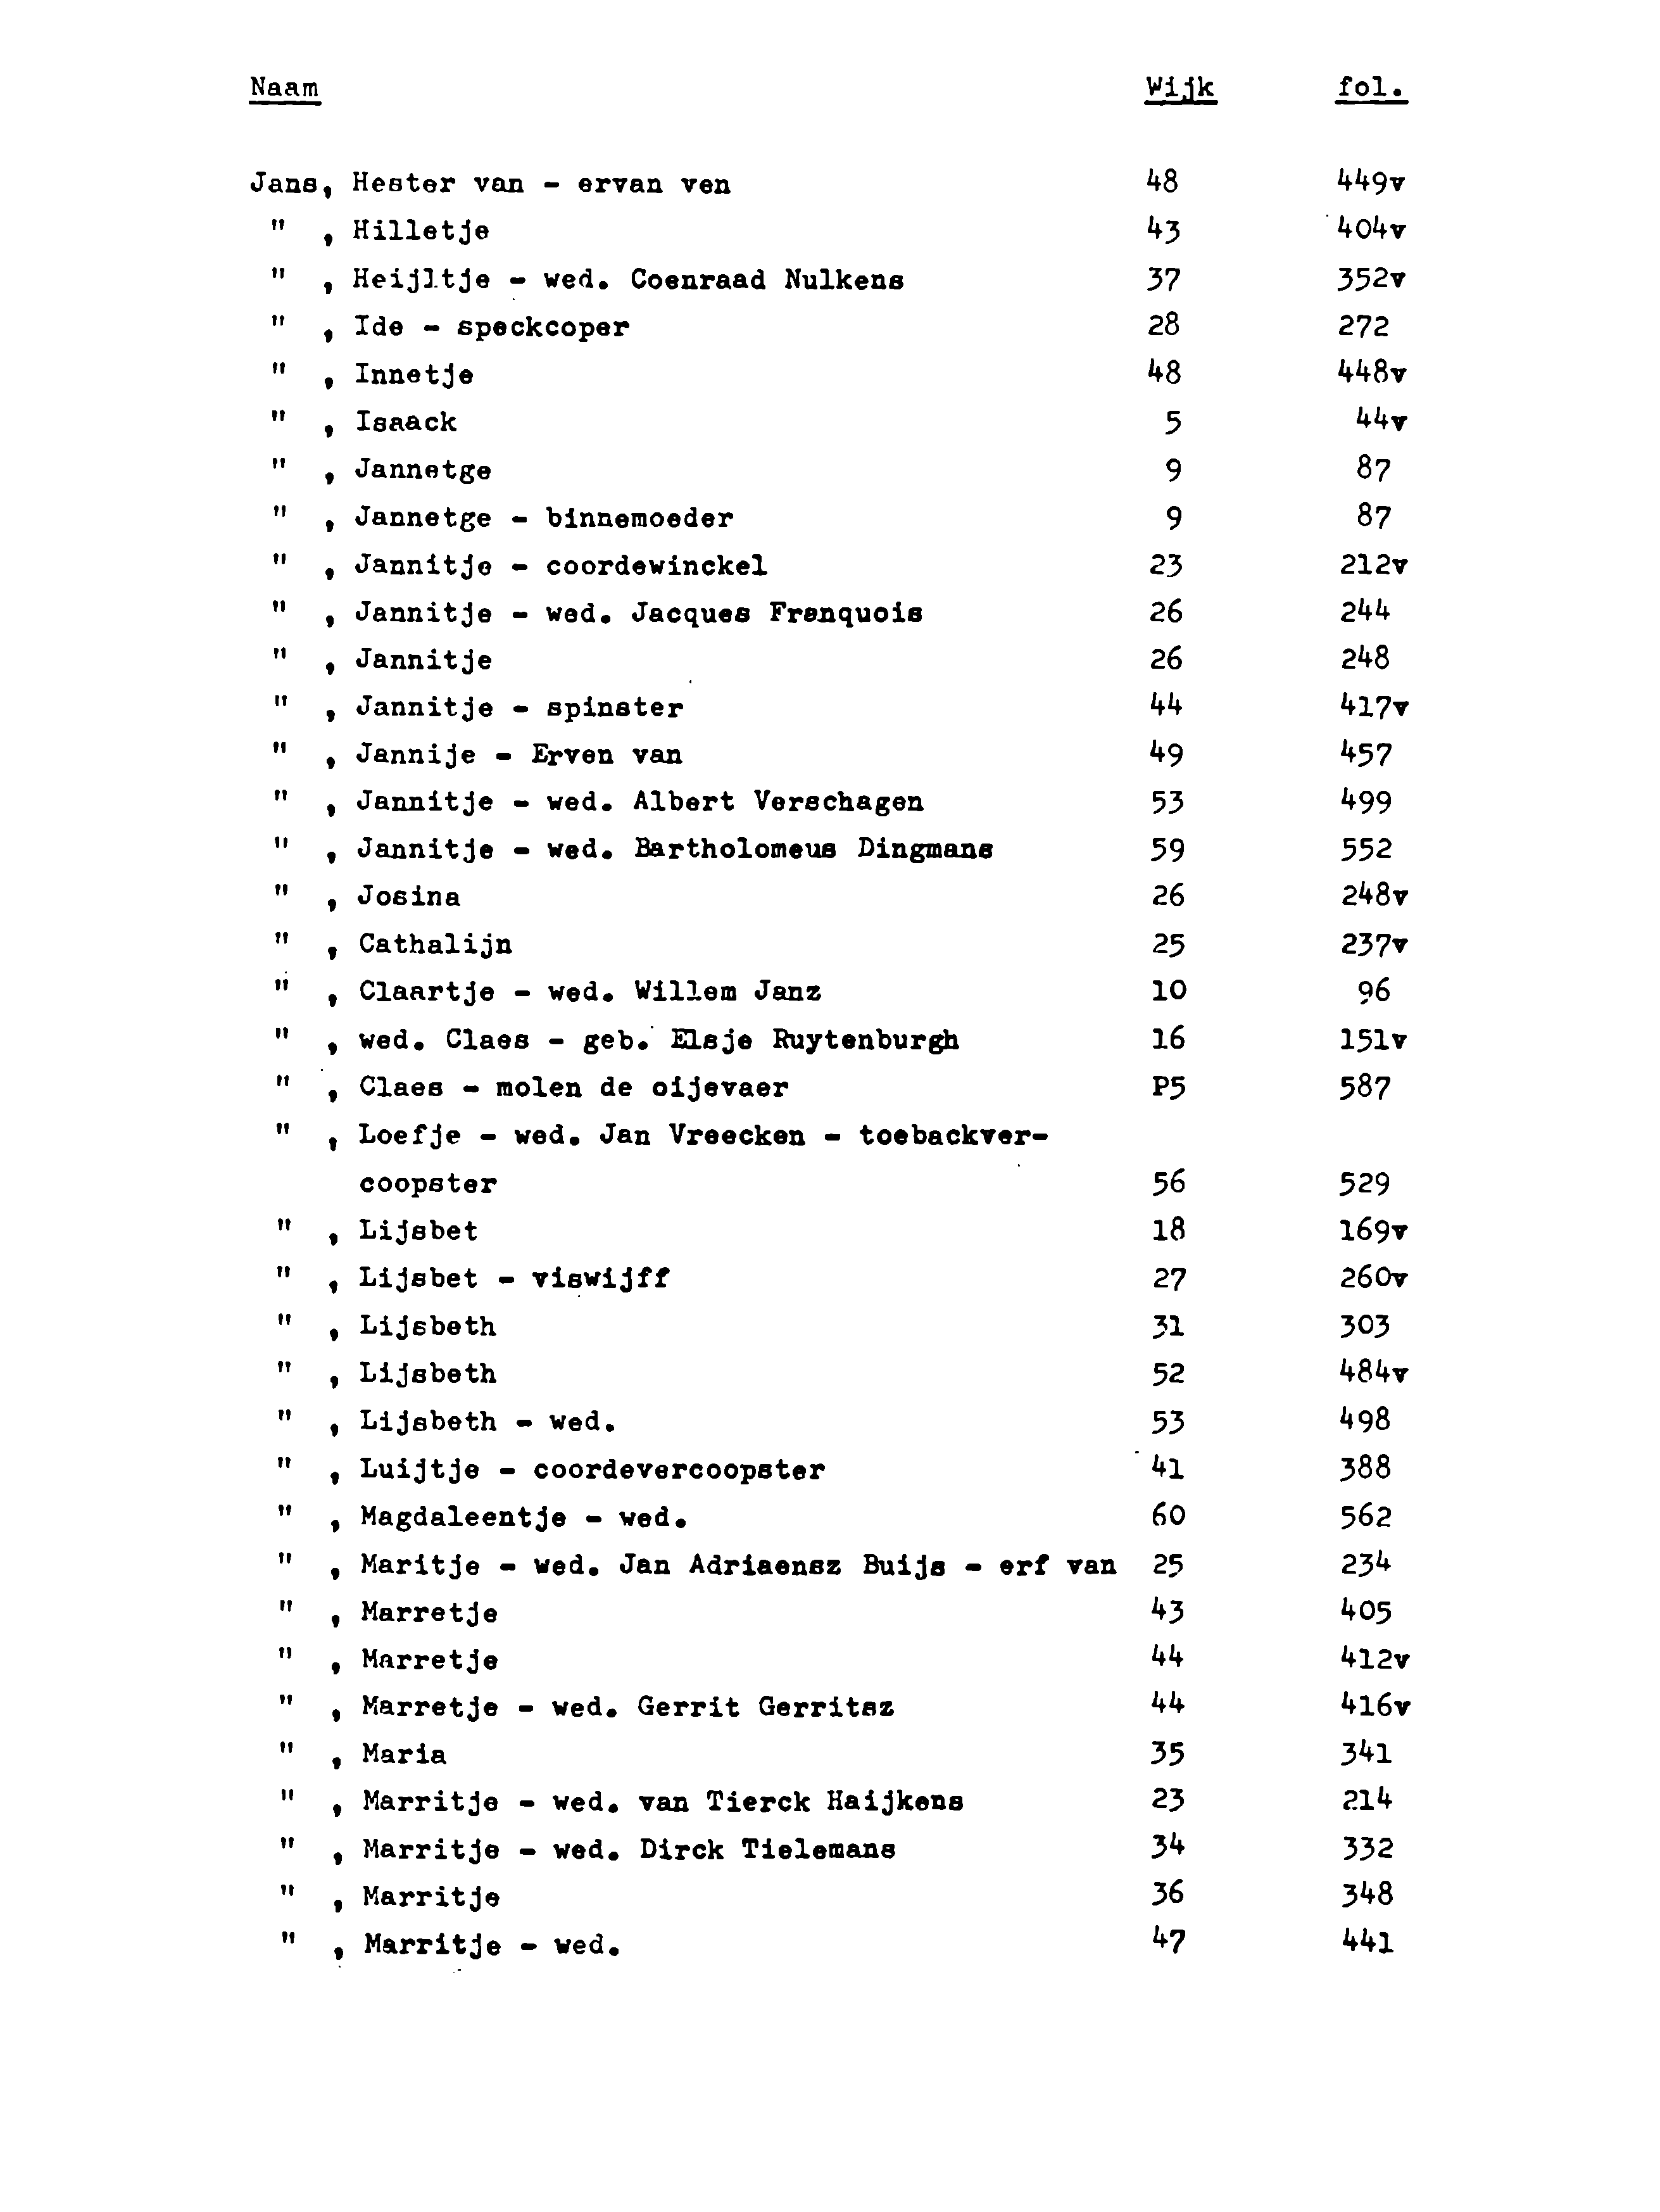 Naam Wijk fol.
Jans, Hester van - ervan ven 48 449v
" , Hilletje 43 404v
" , Heijltje - wed. Coenraad Nulkens 37 352v
" , Ide - speckcoper 28 272
" , Innetje 48 448v
" , Isaack 5 44v
" , Jannetge 9 87
" , Jannetge - binnemoeder 9 87
" , Jannitje - coordewinckel 23 212v
" , Jannitje - wed. Jacques Franquois 26 244
" , Jannitje 26 248
" , Jannitje - spinster 44 417v
" , Jannije - Erven van 49 457
" , Jannitje - wed. Albert Verschagen 53 499
" , Jannitje - wed. Bartholomeus Dingmans 59 552
" , Josina 26 248v
" , Cathalijn 25 237v
" , Claartje - wed. Willem Janz 10 96
" , wed. Claes - geb. Elsje Ruytenburgh 16 151v
" , Claes - molen de oijevaer P5 587
" , Loefje - wed. Jan Vreecken - toebackver-
coopster 56 529
" , Lijsbet 18 169v
" , Lijsbet - viswijff 27 260v
" , Lijsbeth 31 303
" , Lijsbeth 52 484v
" , Lijsbeth - wed. 53 498
" , Luijtje - coordevercoopster 41 388
" , Magdaleentje - wed. 60 562
" , Maritje - wed. Jan Adriaensz Buijs - erf van 25 234
" , Marretje 43 405
" , Marretje 44 412v
" , Marretje - wed. Gerrit Gerritsz 44 416v
" , Maria 35 341
" , Marritje - wed. van Tierck Haijkens 23 214
" , Marritje - wed. Dirck Tielemans 34 332
" , Marritje 36 348
" , Marritje - wed. 47 441